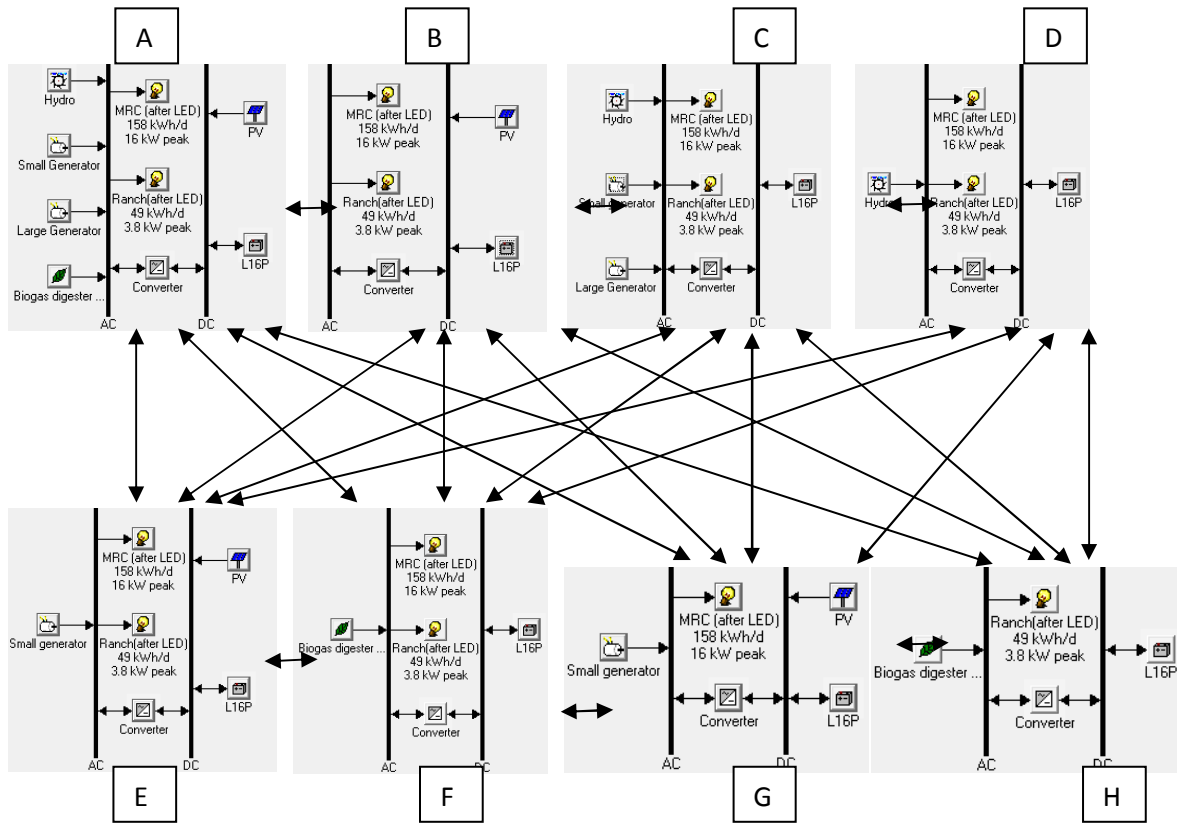 A
B
C
D
Hydro
MRC (after LED)
158 kWh/d
16 kW peak
PV
Small Generator
Ranch(after LED)
49 kWh/d
3.8 kW peak
Large Generator
L16P
Biogas digester ...
Converter
AC
DC
MRC (after LED)
158 kWh/d
16 kW peak
PV
Ranch(after LED)
49 kWh/d
3.8 kW peak
L16P
Converter
AC
DC
Hydro
MRC (after LED)
158 kWh/d
16 kW peak
Small generator
L16P
Ranch(after LED)
49 kWh/d
3.8 kW peak
Large Generator
Converter
AC
DC
MRC (after LED)
158 kWh/d
16 kW peak
Hydro
L16P
Ranch(after LED)
49 kWh/d
3.8 kW peak
Converter
AC
DC
MRC (after LED)
158 kWh/d
16 kW peak
PV
Small generator
Ranch(after LED)
49 kWh/d
3.8 kW peak
L16P
Converter
AC
DC
MRC (after LED)
158 kWh/d
16 kW peak
Biogas digester ...
L16P
Ranch(after LED)
49 kWh/d
3.8 kW peak
Converter
AC
DC
MRC (after LED)
158 kWh/d
16 kW peak
PV
Small generator
Converter
L16P
AC
DC
Ranch(after LED)
49 kWh/d
3.8 kW peak
Biogas digester ...
L16P
Converter
AC
DC
E
F
G
H